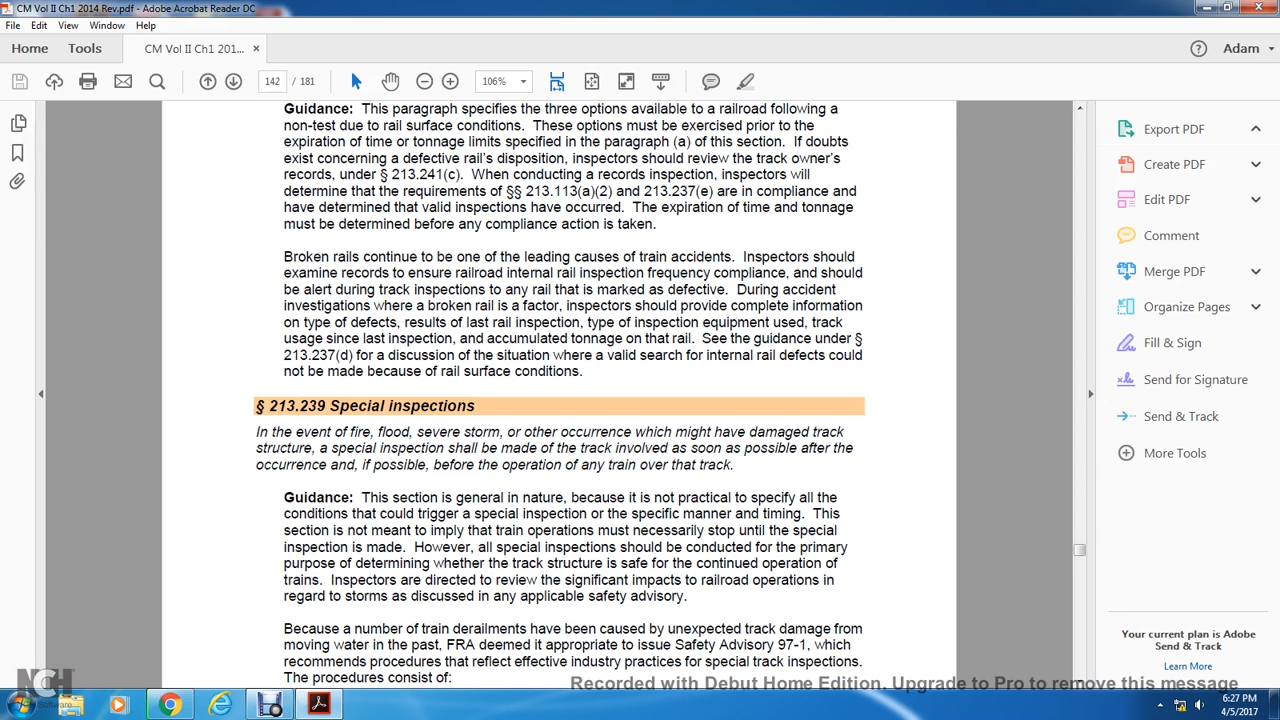 CM Vol II Ch1 2014 Rev.pdf - Adobe Acrobat Reader DC
File Edit View Window Help
Home Tools CM Vol II Ch1 201... × Adam
142 / 181 106%
Guidance: This paragraph specifies the three options available to a railroad following a
non-test due to rail surface conditions. These options must be exercised prior to the
expiration of time or tonnage limits specified in the paragraph (a) of this section. If doubts
exist concerning a defective rail's disposition, inspectors should review the track owner's
records, under § 213.241(c). When conducting a records inspection, inspectors will
determine that the requirements of §§ 213.113(a)(2) and 213.237(e) are in compliance and
have determined that valid inspections have occurred. The expiration of time and tonnage
must be determined before any compliance action is taken.
Broken rails continue to be one of the leading causes of train accidents. Inspectors should
examine records to ensure railroad internal rail inspection frequency compliance, and should
be alert during track inspections to any rail that is marked as defective. During accident
investigations where a broken rail is a factor, inspectors should provide complete information
on type of defects, results of last rail inspection, type of inspection equipment used, track
usage since last inspection, and accumulated tonnage on that rail. See the guidance under §
213.237(d) for a discussion of the situation where a valid search for internal rail defects could
not be made because of rail surface conditions.
§ 213.239 Special inspections
In the event of fire, flood, severe storm, or other occurrence which might have damaged track
structure, a special inspection shall be made of the track involved as soon as possible after the
occurrence and, if possible, before the operation of any train over that track.
Guidance: This section is general in nature, because it is not practical to specify all the
conditions that could trigger a special inspection or the specific manner and timing. This
section is not meant to imply that train operations must necessarily stop until the special
inspection is made. However, all special inspections should be conducted for the primary
purpose of determining whether the track structure is safe for the continued operation of
trains. Inspectors are directed to review the significant impacts to railroad operations in
regard to storms as discussed in any applicable safety advisory.
Because a number of train derailments have been caused by unexpected track damage from
moving water in the past, FRA deemed it appropriate to issue Safety Advisory 97-1, which
recommends procedures that reflect effective industry practices for special track inspections.
The procedures consist of:
Export PDF
Create PDF
Edit PDF
Comment
Merge PDF
Organize Pages
Fill & Sign
Send for Signature
Send & Track
More Tools
Your current plan is Adobe
Send & Track
Learn More
NCH
Software
Recorded with Debut Home Edition. Upgrade to Pro to remove this message
6:27 PM
4/5/2017